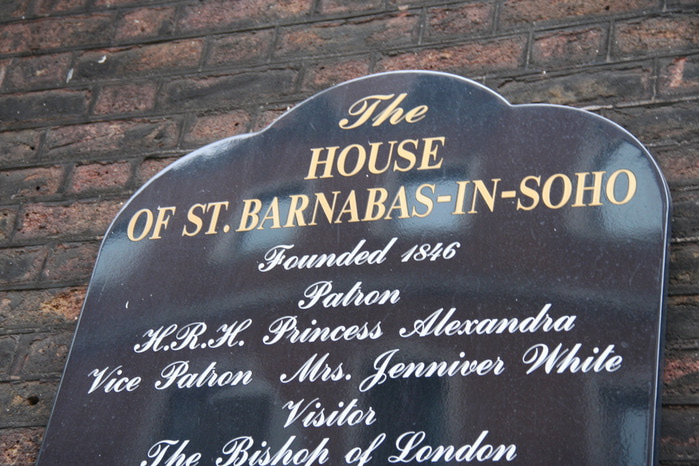 The
HOUSE
OF ST. BARNABAS-IN-SOHO
Founded 1846
Patron
H.R.H. Princess Alexandra
Vice Patron Mrs. Jenniver White
Visitor
The Bishop of London